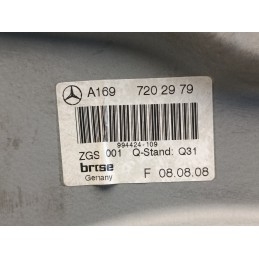 A169 720 29 79
994424-109
ZGS 001 Q-Stand: Q31
brose
Germany
F 08.08.08